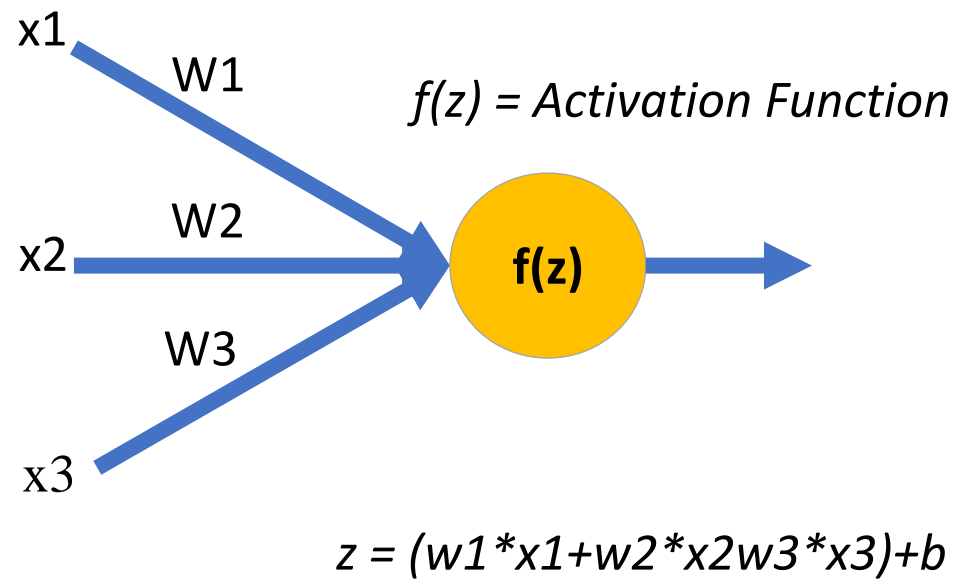 x1
W1
f(z) = Activation Function
W2
x2
f(z)
W3
x3
z = (w1*x1+w2*x2w3*x3)+b